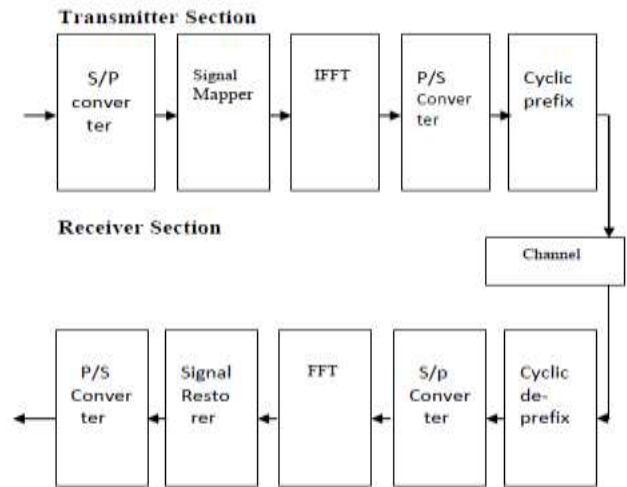 Transmitter Section
S/P
conver
ter
Signal
Mapper
IFFT
P/S
Conver
ter
Cyclic
prefix
Receiver Section
Channel
P/S
Conver
ter
Signal
Resto
rer
FFT
S/p
Conver
ter
Cyclic
de-
prefix